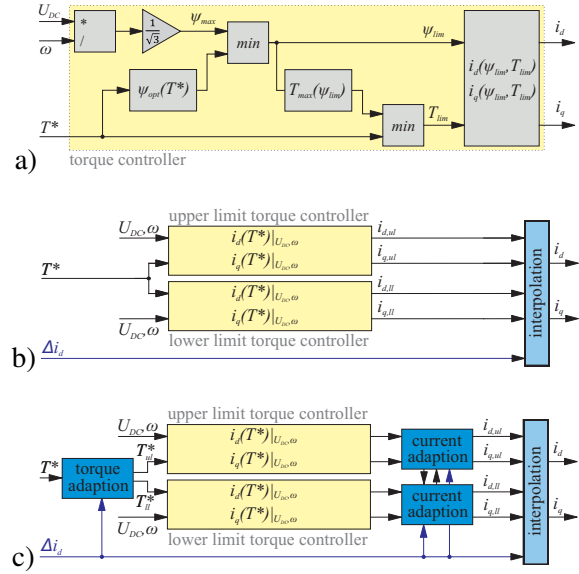 U_DC * 1/√3 ψ_max ψ_lim i_d
ω / min
i_d(ψ_lim, T_lim)
ψ_opt(T*) T_max(ψ_lim) i_q(ψ_lim, T_lim)
T* min T_lim i_q
a) torque controller
upper limit torque controller
U_DC, ω i_d(T*)|U_DC, ω i_d,ul
i_q(T*)|U_DC, ω i_q,ul i_d
T* interpolation
i_d(T*)|U_DC, ω i_d,ll
U_DC, ω i_q(T*)|U_DC, ω i_q,ll i_q
lower limit torque controller
b) Δi_d
upper limit torque controller
U_DC, ω i_d(T*)|U_DC, ω current adaption i_d,ul
T*_ul i_q(T*)|U_DC, ω i_q,ul i_d
T* torque adaption interpolation
T*_ll i_d(T*)|U_DC, ω current adaption i_d,ll
U_DC, ω i_q(T*)|U_DC, ω i_q,ll i_q
lower limit torque controller
c) Δi_d